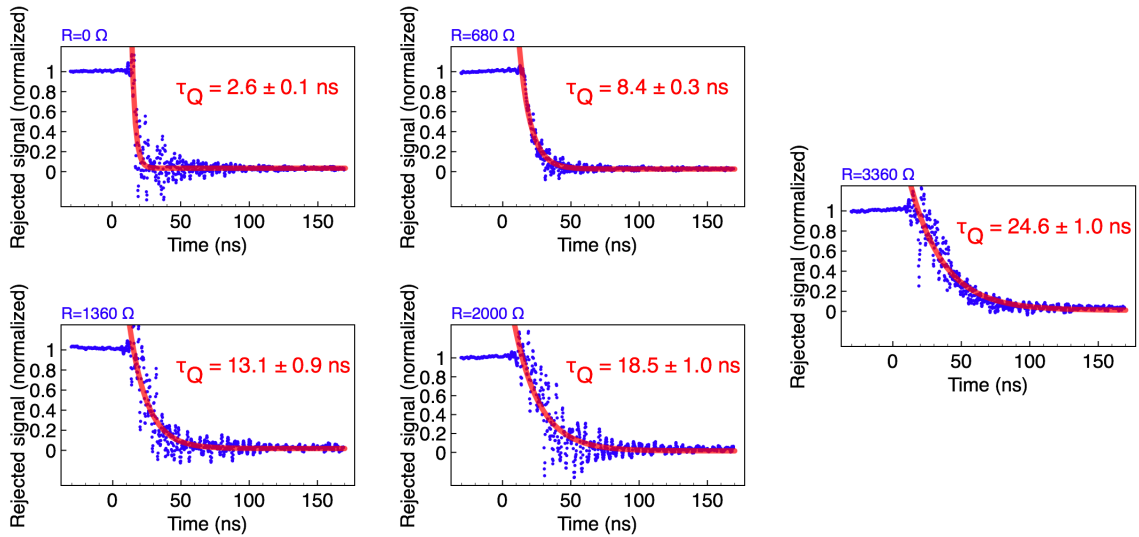 R=0 Ω
Rejected signal (normalized)
1
0.8
0.6
0.4
0.2
0
τQ = 2.6 ± 0.1 ns
0 50 100 150
Time (ns)
R=680 Ω
Rejected signal (normalized)
1
0.8
0.6
0.4
0.2
0
τQ = 8.4 ± 0.3 ns
0 50 100 150
Time (ns)
R=3360 Ω
Rejected signal (normalized)
1
0.8
0.6
0.4
0.2
0
τQ = 24.6 ± 1.0 ns
0 50 100 150
Time (ns)
R=1360 Ω
Rejected signal (normalized)
1
0.8
0.6
0.4
0.2
0
τQ = 13.1 ± 0.9 ns
0 50 100 150
Time (ns)
R=2000 Ω
Rejected signal (normalized)
1
0.8
0.6
0.4
0.2
0
τQ = 18.5 ± 1.0 ns
0 50 100 150
Time (ns)